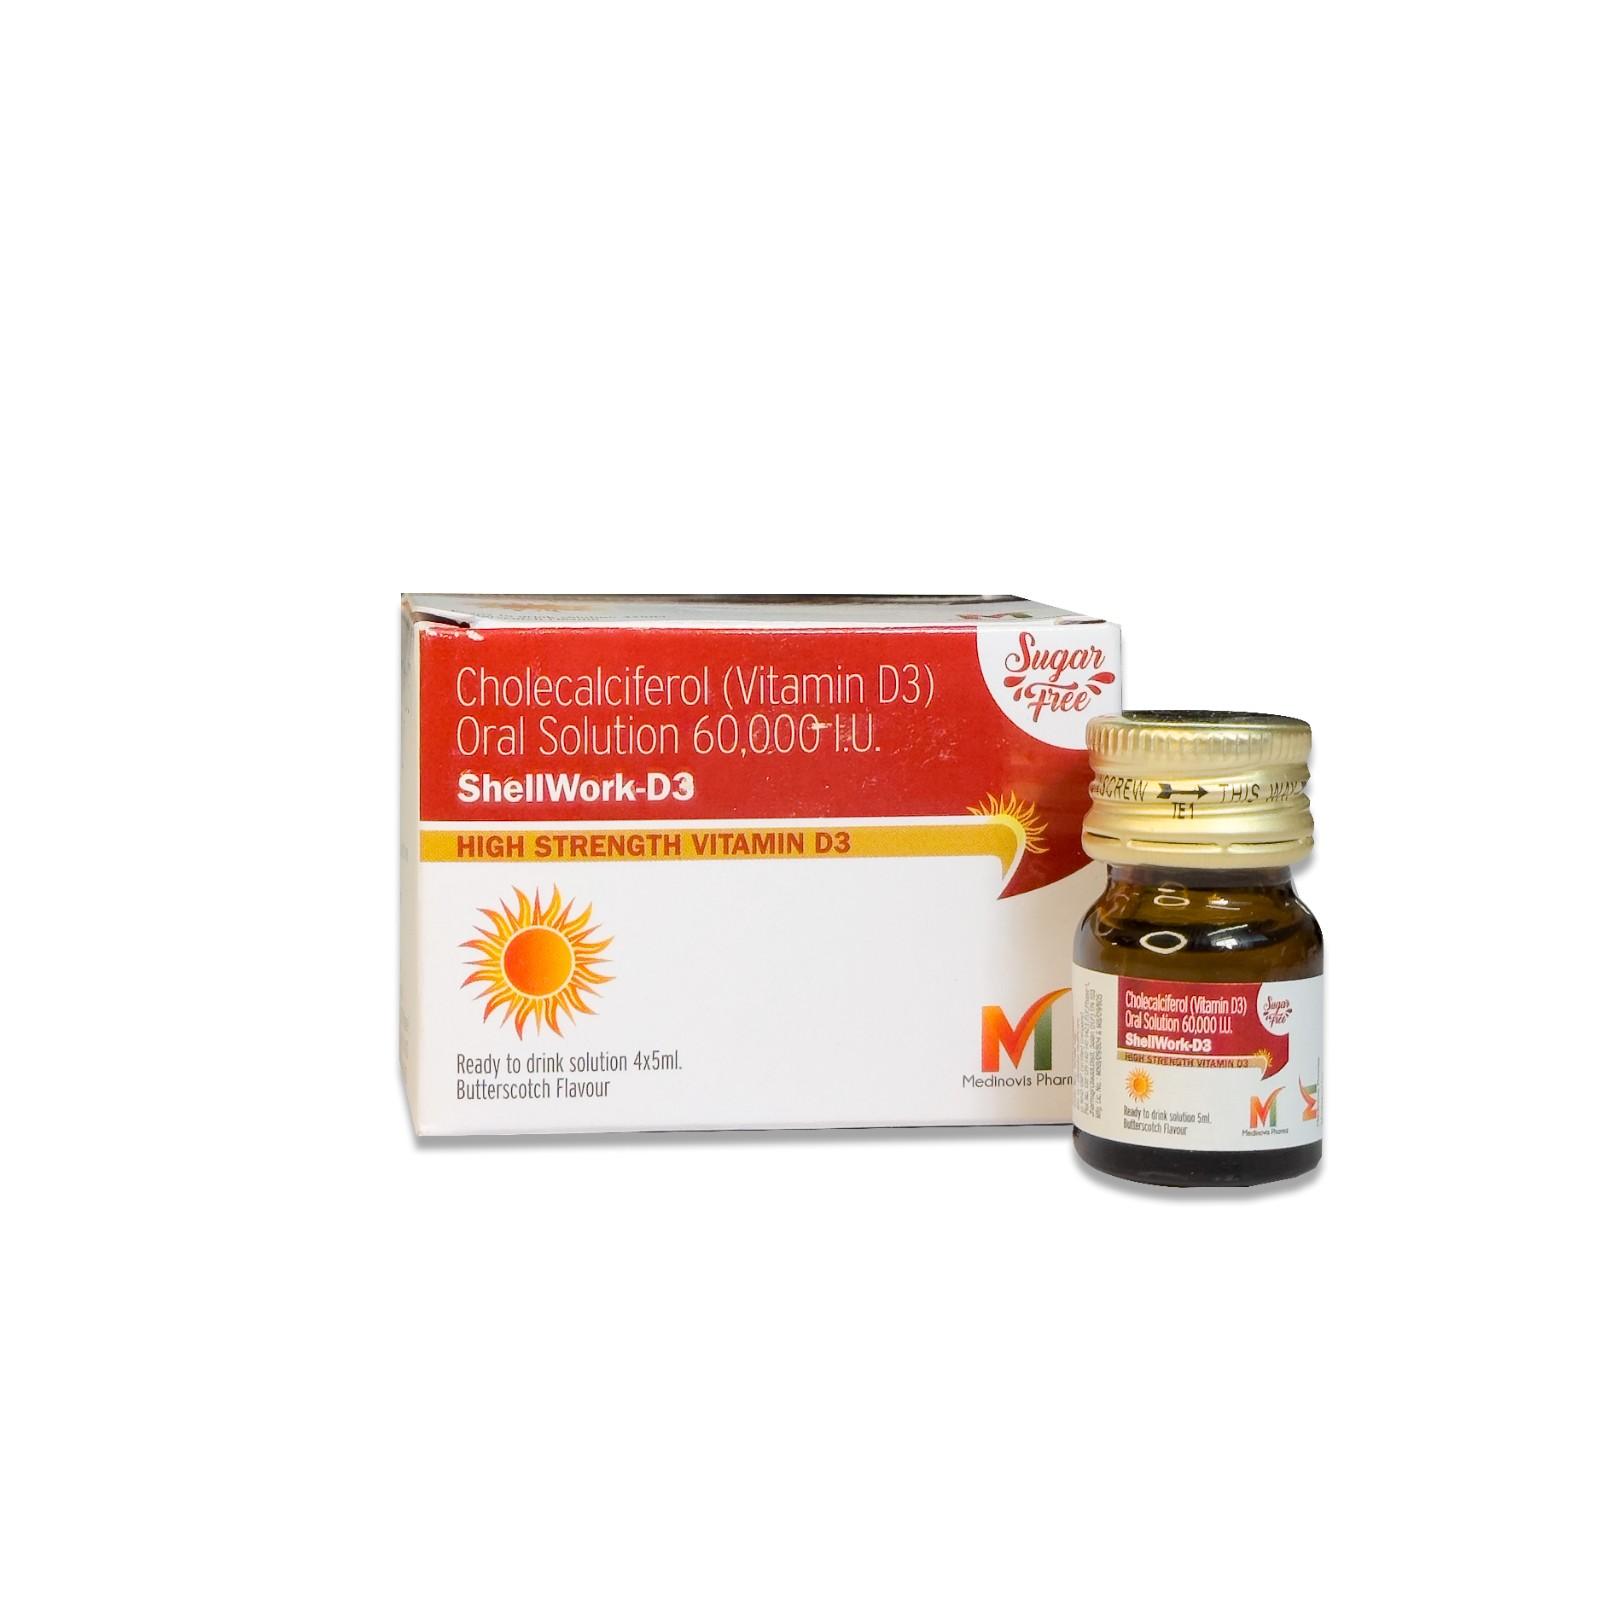 Cholecalciferol (Vitamin D3)
Oral Solution 60,000 I.U.
ShellWork-D3
HIGH STRENGTH VITAMIN D3
Sugar
Free
Ready to drink solution 4x5ml.
Butterscotch Flavour
M
Medinovis
THIS WAY
TE1
Cholecalciferol (Vitamin D3)
Oral Solution 60,000 I.U.
ShellWork-D3
HIGH STRENGTH VITAMIN D3
Sugar
Free
Ready to drink solution 5ml.
Butterscotch Flavour
M
Medinovis Pharma